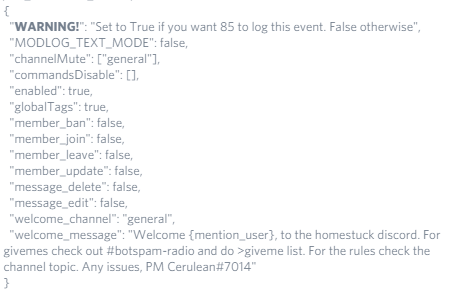 {
"WARNING!": "Set to True if you want 85 to log this event. False otherwise",
"MODLOG_TEXT_MODE": false,
"channelMute": ["general"],
"commandsDisable": [],
"enabled": true,
"globalTags": true,
"member_ban": false,
"member_join": false,
"member_leave": false,
"member_update": false,
"message_delete": false,
"message_edit": false,
"welcome_channel": "general",
"welcome_message": "Welcome {mention_user}, to the homestuck discord. For
givemes check out #botspam-radio and do >giveme list. For the rules check the
channel topic. Any issues, PM Cerulean#7014"
}